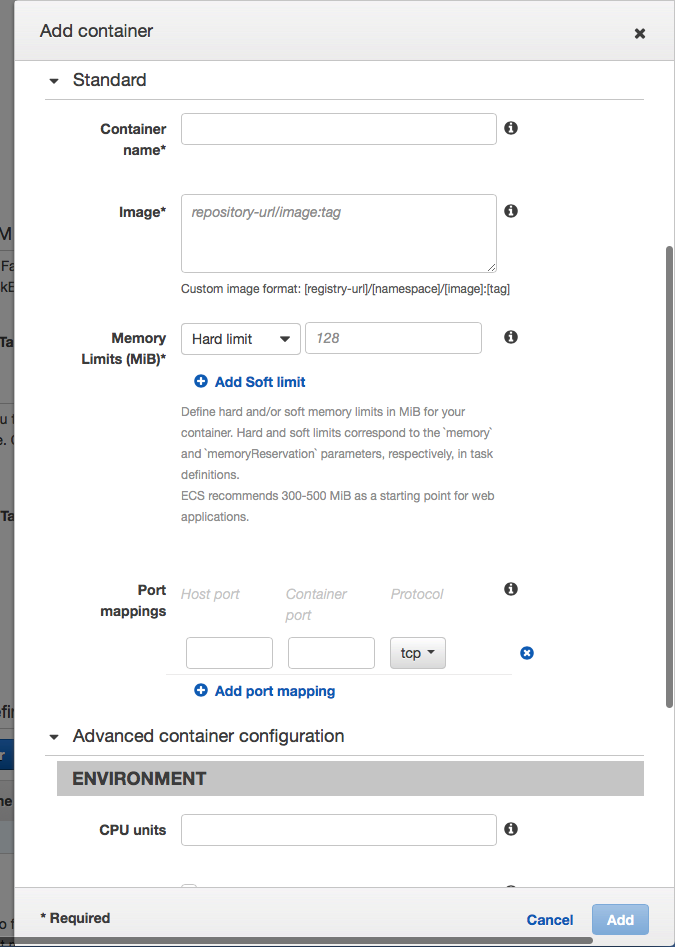 Add container
Standard
Container
name*
Image*
repository-url/image:tag
Custom image format: [registry-url]/[namespace]/[image]:[tag]
Memory
Limits (MiB)*
Hard limit
128
Add Soft limit
Define hard and/or soft memory limits in MiB for your
container. Hard and soft limits correspond to the `memory`
and `memoryReservation` parameters, respectively, in task
definitions.
ECS recommends 300-500 MiB as a starting point for web
applications.
Port
mappings
Host port
Container
port
Protocol
tcp
Add port mapping
Advanced container configuration
ENVIRONMENT
CPU units
* Required
Cancel
Add